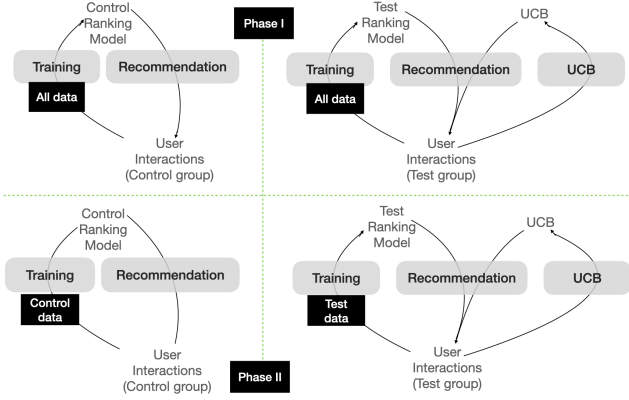 Control
Ranking
Model
Training
Recommendation
All data
User
Interactions
(Control group)
Phase I
Test
Ranking
Model
UCB
Training
Recommendation
UCB
All data
User
Interactions
(Test group)
Control
Ranking
Model
Training
Recommendation
Control
data
User
Interactions
(Control group)
Phase II
Test
Ranking
Model
UCB
Training
Recommendation
UCB
Test
data
User
Interactions
(Test group)